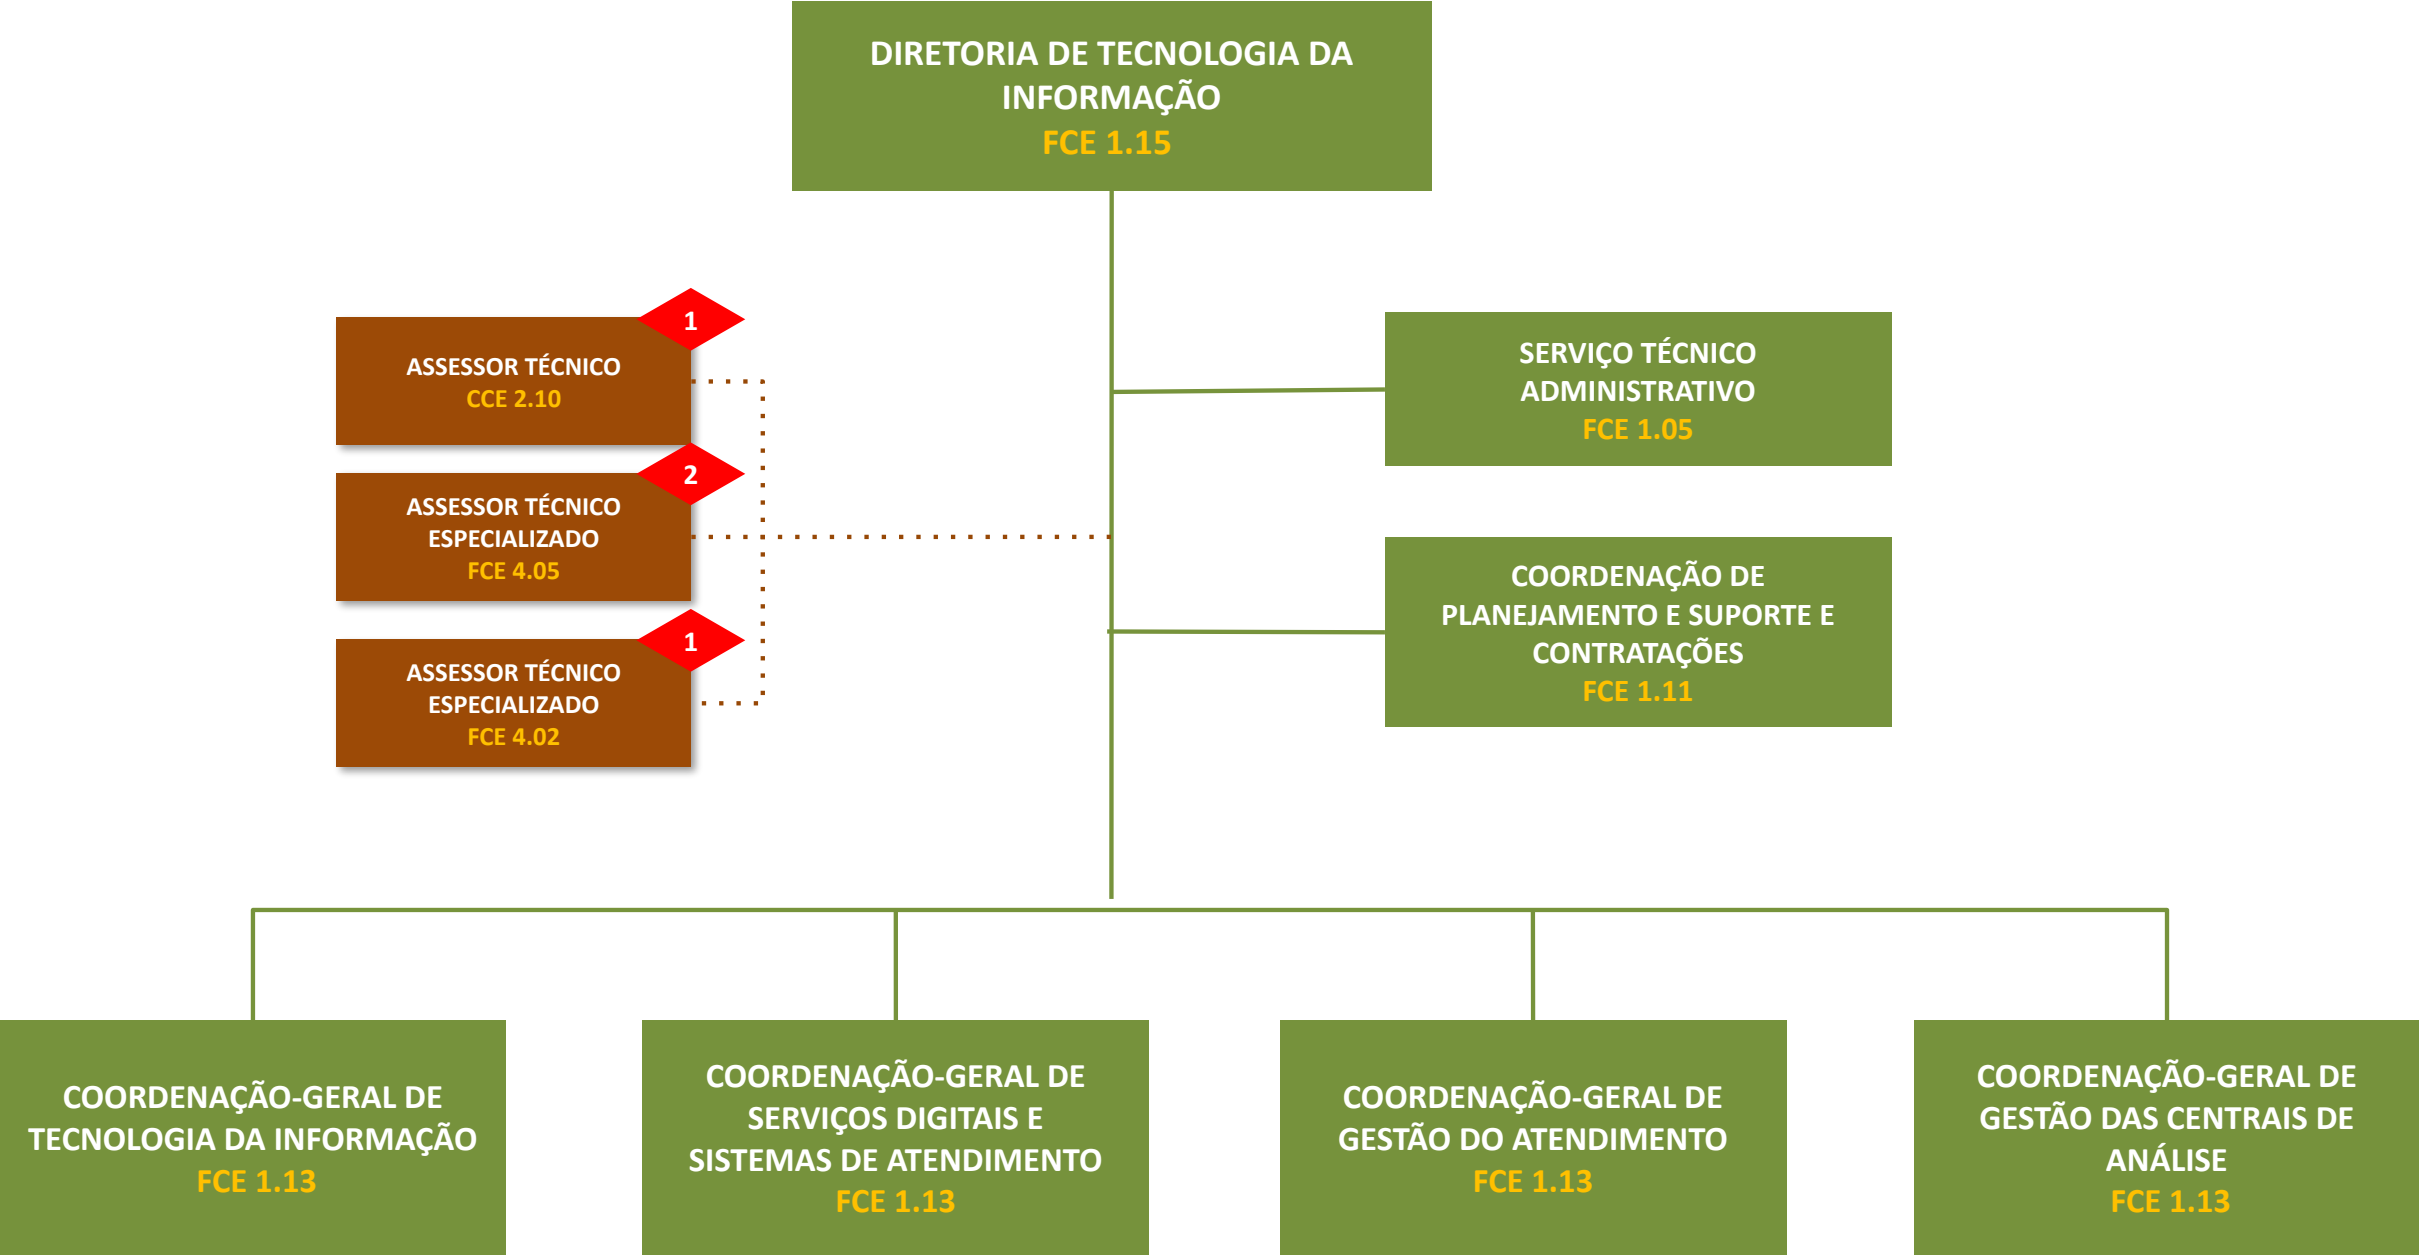 DIRETORIA DE TECNOLOGIA DA
INFORMAÇÃO
FCE 1.15
1
ASSESSOR TÉCNICO
CCE 2.10
2
ASSESSOR TÉCNICO
ESPECIALIZADO
FCE 4.05
1
ASSESSOR TÉCNICO
ESPECIALIZADO
FCE 4.02
SERVIÇO TÉCNICO
ADMINISTRATIVO
FCE 1.05
COORDENAÇÃO DE
PLANEJAMENTO E SUPORTE E
CONTRATAÇÕES
FCE 1.11
COORDENAÇÃO-GERAL DE
TECNOLOGIA DA INFORMAÇÃO
FCE 1.13
COORDENAÇÃO-GERAL DE
SERVIÇOS DIGITAIS E
SISTEMAS DE ATENDIMENTO
FCE 1.13
COORDENAÇÃO-GERAL DE
GESTÃO DO ATENDIMENTO
FCE 1.13
COORDENAÇÃO-GERAL DE
GESTÃO DAS CENTRAIS DE
ANÁLISE
FCE 1.13